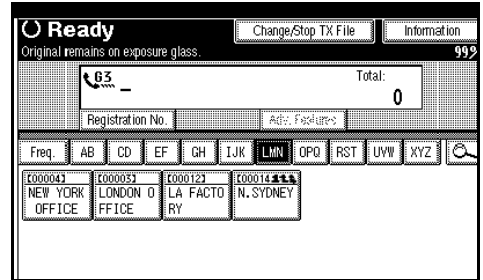 Ready
Change/Stop TX File
Information
Original remains on exposure glass.
99%
G3
Total:
0
Registration No.
Adv. Features
Freq. AB CD EF GH IJK LMN OPQ RST UVW XYZ
[00004] [00005] [00012] [00014]
NEW YORK LONDON O LA FACTO N.SYDNEY
OFFICE FFICE RY